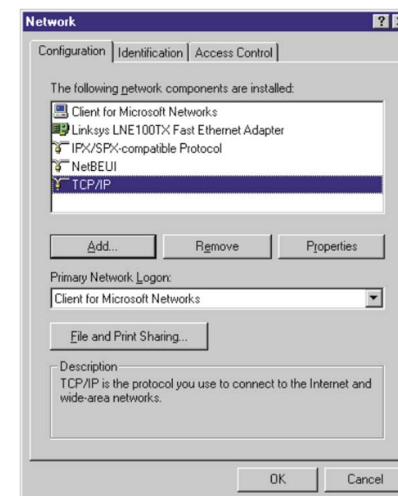 Network
Configuration Identification Access Control
The following network components are installed:
Client for Microsoft Networks
Linksys LNE100TX Fast Ethernet Adapter
IPX/SPX-compatible Protocol
NetBEUI
TCP/IP
Add... Remove Properties
Primary Network Logon:
Client for Microsoft Networks
File and Print Sharing...
Description
TCP/IP is the protocol you use to connect to the Internet and
wide-area networks.
OK Cancel